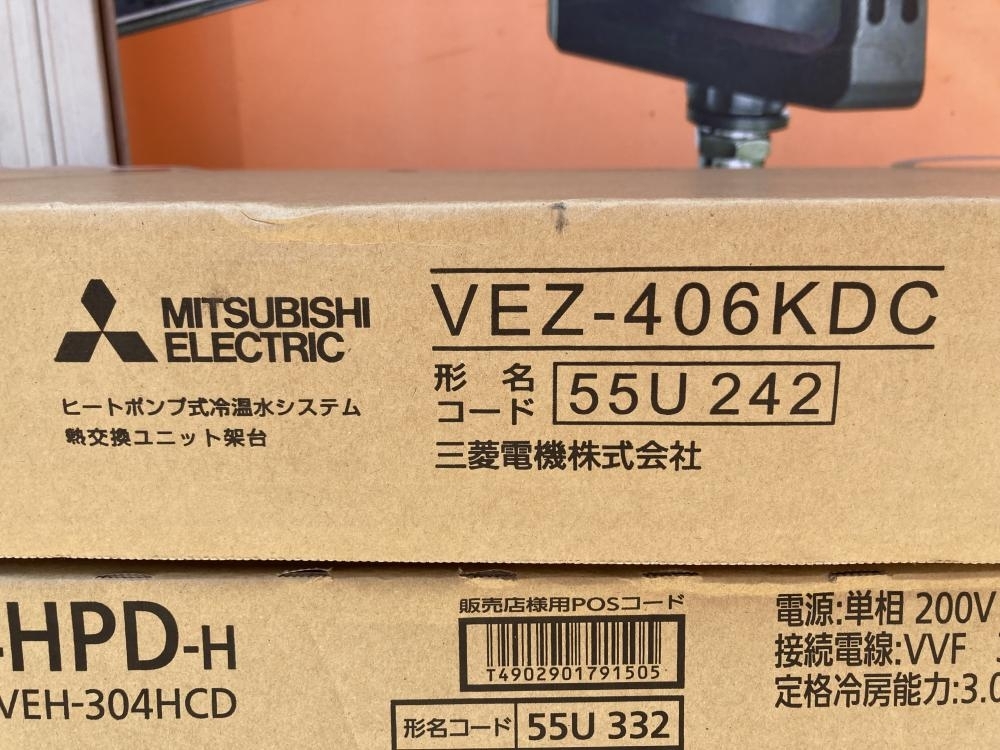 MITSUBISHI
ELECTRIC
ヒートポンプ式冷温水システム
熱交換ユニット架台
VEZ-406KDC
形名
コード 55U 242
三菱電機株式会社
-HPD-H
VEH-304HCD
販売店様用POSコード
T4902901791505
形名コード 55U 332
電源:単相 200V
接続電線:VVF
定格冷房能力:3.0